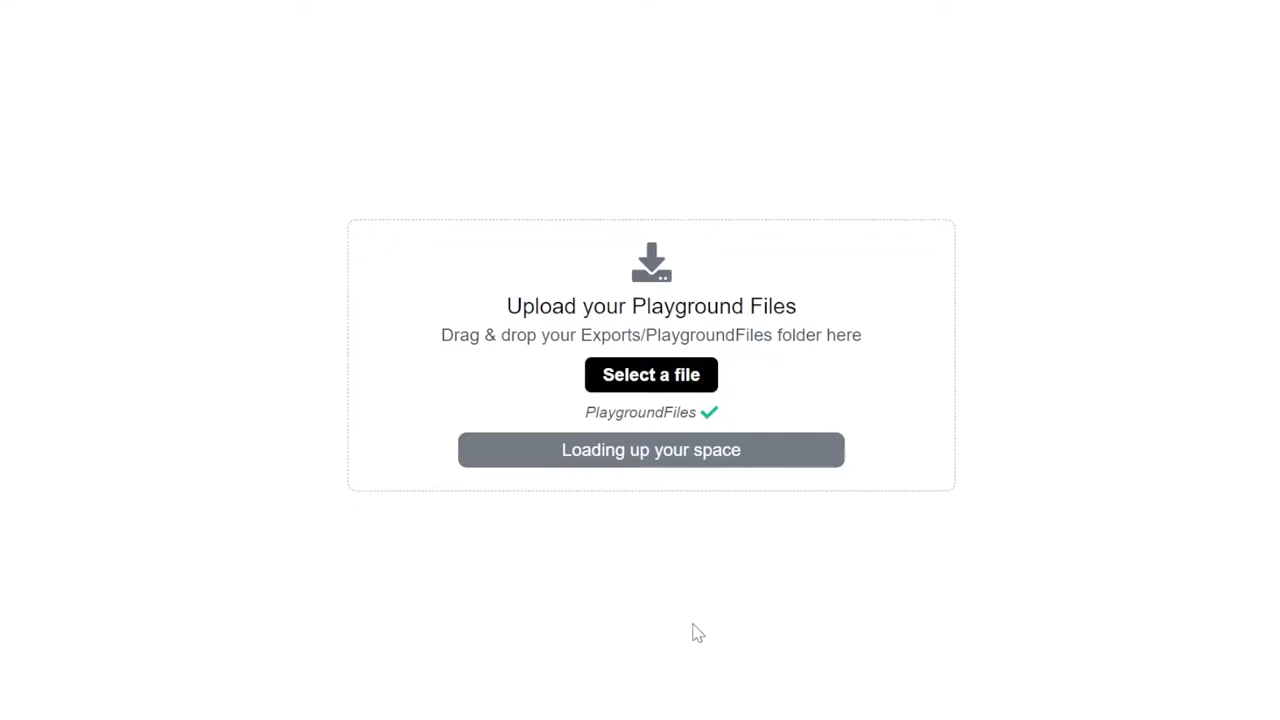 Upload your Playground Files
Drag & drop your Exports/PlaygroundFiles folder here
Select a file
PlaygroundFiles
Loading up your space